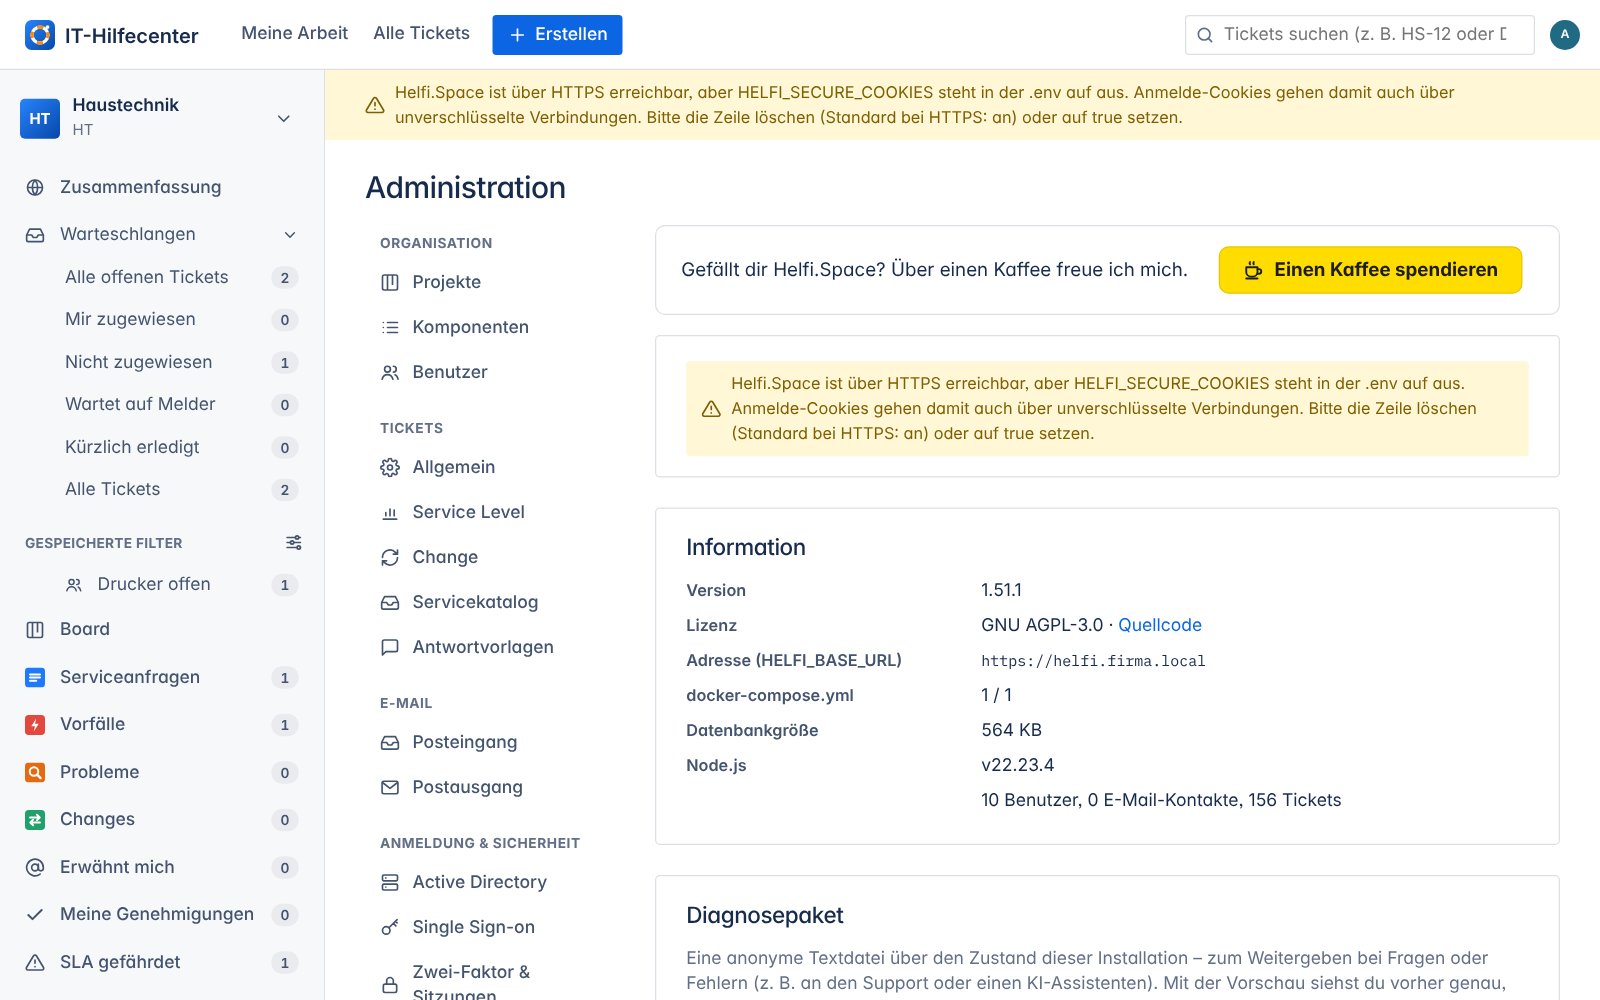 IT-Hilfecenter
Meine Arbeit
Alle Tickets
Erstellen
Tickets suchen (z. B. HS-12 oder
A
HT
Haustechnik
HT
Zusammenfassung
Warteschlangen
Alle offenen Tickets 2
Mir zugewiesen 0
Nicht zugewiesen 1
Wartet auf Melder 0
Kürzlich erledigt 0
Alle Tickets 2
GESPEICHERTE FILTER
Drucker offen 1
Board
Serviceanfragen 1
Vorfälle 1
Probleme 0
Changes 0
Erwähnt mich 0
Meine Genehmigungen 0
SLA gefährdet 1
Helfi.Space ist über HTTPS erreichbar, aber HELFI_SECURE_COOKIES steht in der .env auf aus. Anmelde-Cookies gehen damit auch über
unverschlüsselte Verbindungen. Bitte die Zeile löschen (Standard bei HTTPS: an) oder auf true setzen.
Administration
ORGANISATION
Projekte
Komponenten
Benutzer
TICKETS
Allgemein
Service Level
Change
Servicekatalog
Antwortvorlagen
E-MAIL
Posteingang
Postausgang
ANMELDUNG & SICHERHEIT
Active Directory
Single Sign-on
Zwei-Faktor &
Sitzungen
Gefällt dir Helfi.Space? Über einen Kaffee freue ich mich.
Einen Kaffee spendieren
Helfi.Space ist über HTTPS erreichbar, aber HELFI_SECURE_COOKIES steht in der .env auf aus.
Anmelde-Cookies gehen damit auch über unverschlüsselte Verbindungen. Bitte die Zeile löschen
(Standard bei HTTPS: an) oder auf true setzen.
Information
Version 1.51.1
Lizenz GNU AGPL-3.0 · Quellcode
Adresse (HELFI_BASE_URL) https://helfi.firma.local
docker-compose.yml 1 / 1
Datenbankgröße 564 KB
Node.js v22.23.4
10 Benutzer, 0 E-Mail-Kontakte, 156 Tickets
Diagnosepaket
Eine anonyme Textdatei über den Zustand dieser Installation – zum Weitergeben bei Fragen oder
Fehlern (z. B. an den Support oder einen KI-Assistenten). Mit der Vorschau siehst du vorher genau,